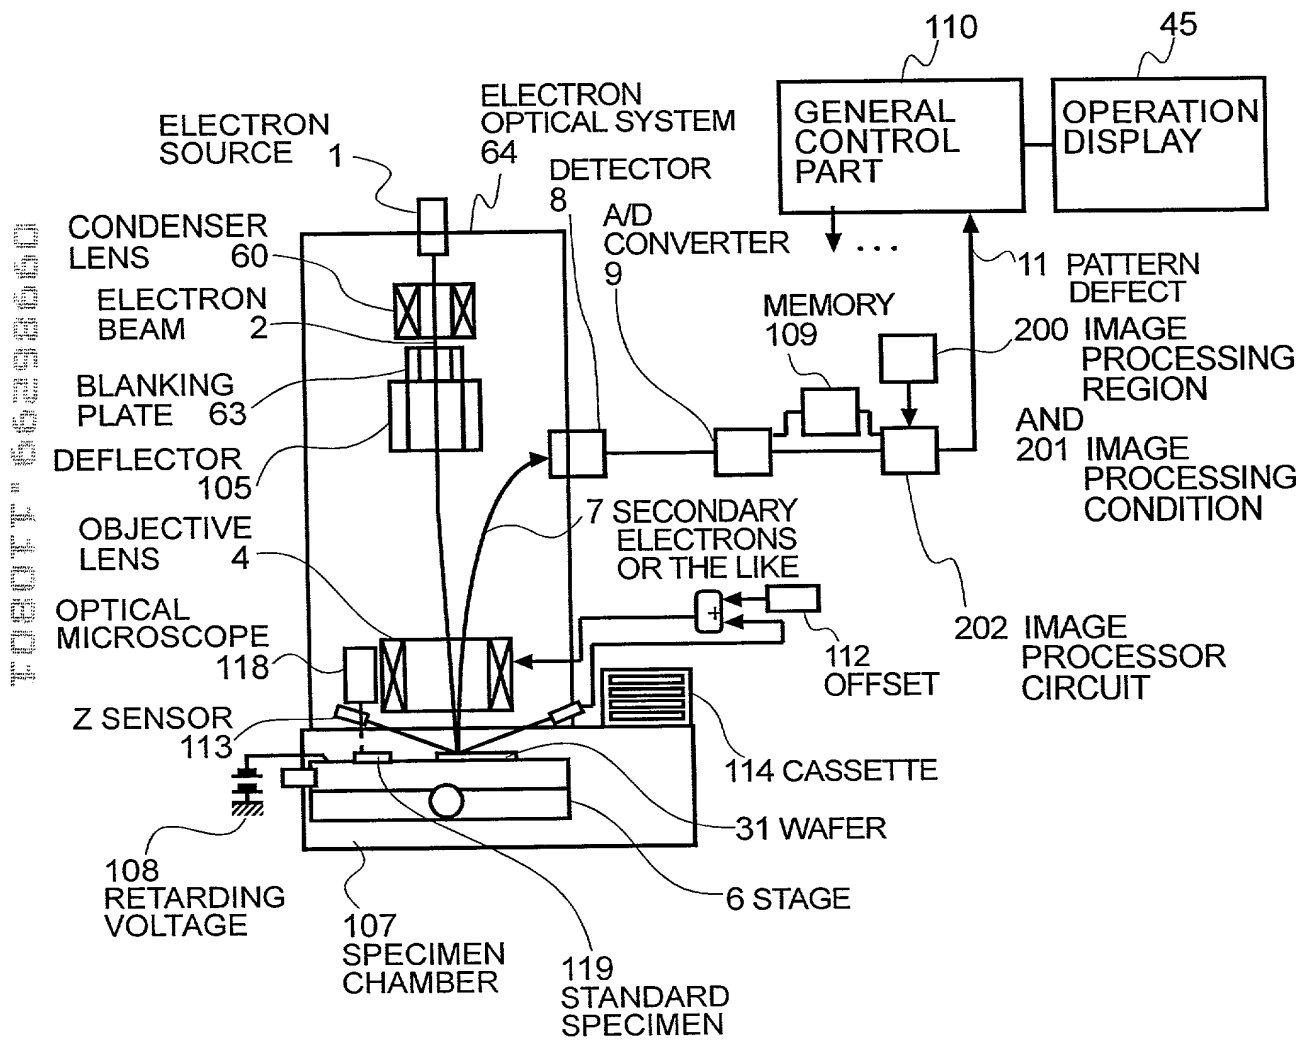 110
45
GENERAL
CONTROL
PART
OPERATION
DISPLAY
ELECTRON
OPTICAL SYSTEM
64
ELECTRON
SOURCE 1
DETECTOR
8
A/D
CONVERTER
9
CONDENSER
LENS 60
ELECTRON
BEAM 2
BLANKING
PLATE 63
DEFLECTOR
105
OBJECTIVE
LENS 4
OPTICAL
MICROSCOPE
118
Z SENSOR
113
...
11 PATTERN
DEFECT
MEMORY
109
200 IMAGE
PROCESSING
REGION
AND
201 IMAGE
PROCESSING
CONDITION
7 SECONDARY
ELECTRONS
OR THE LIKE
+
112
OFFSET
202 IMAGE
PROCESSOR
CIRCUIT
114 CASSETTE
31 WAFER
6 STAGE
108
RETARDING
VOLTAGE
107
SPECIMEN
CHAMBER
119
STANDARD
SPECIMEN